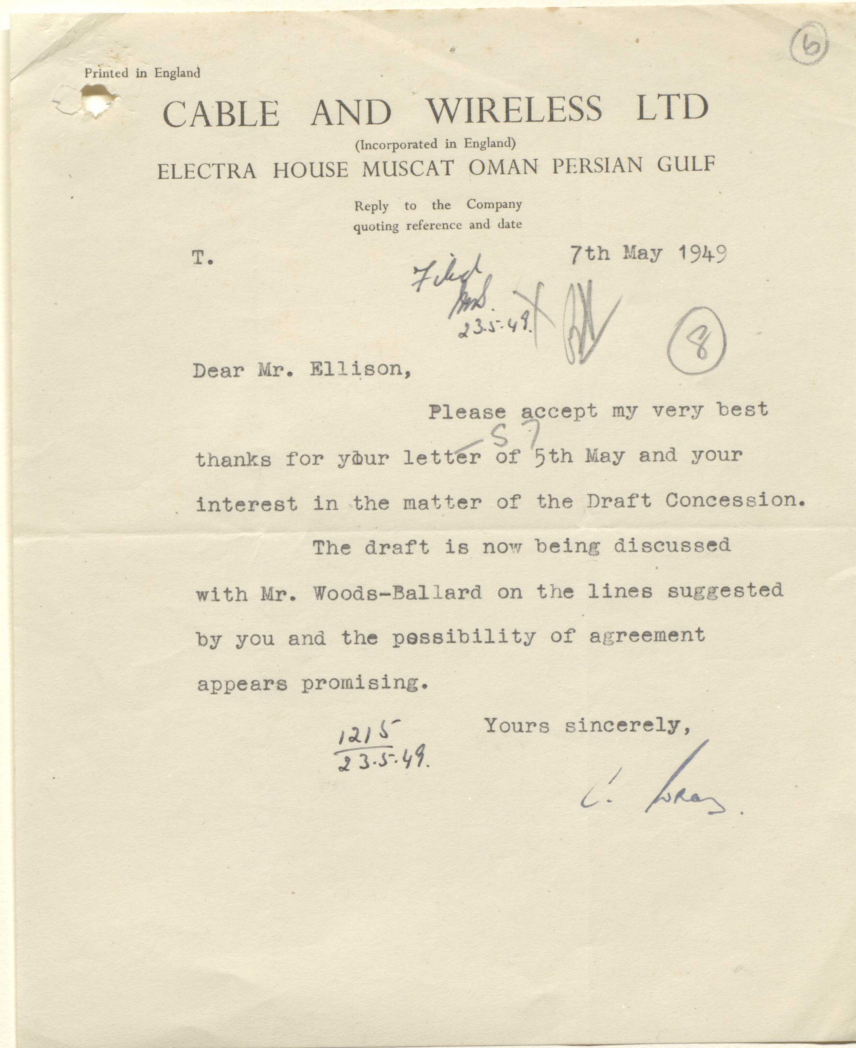 6
Printed in England
CABLE AND WIRELESS LTD
(Incorporated in England)
ELECTRA HOUSE MUSCAT OMAN PERSIAN GULF
Reply to the Company
quoting reference and date
T.
7th May 1949
Filed
23.5.49.
8
Dear Mr. Ellison,
Please accept my very best
S 7
thanks for your letter of 5th May and your
interest in the matter of the Draft Concession.
The draft is now being discussed
with Mr. Woods-Ballard on the lines suggested
by you and the possibility of agreement
appears promising.
Yours sincerely,
1215
23.5.49.